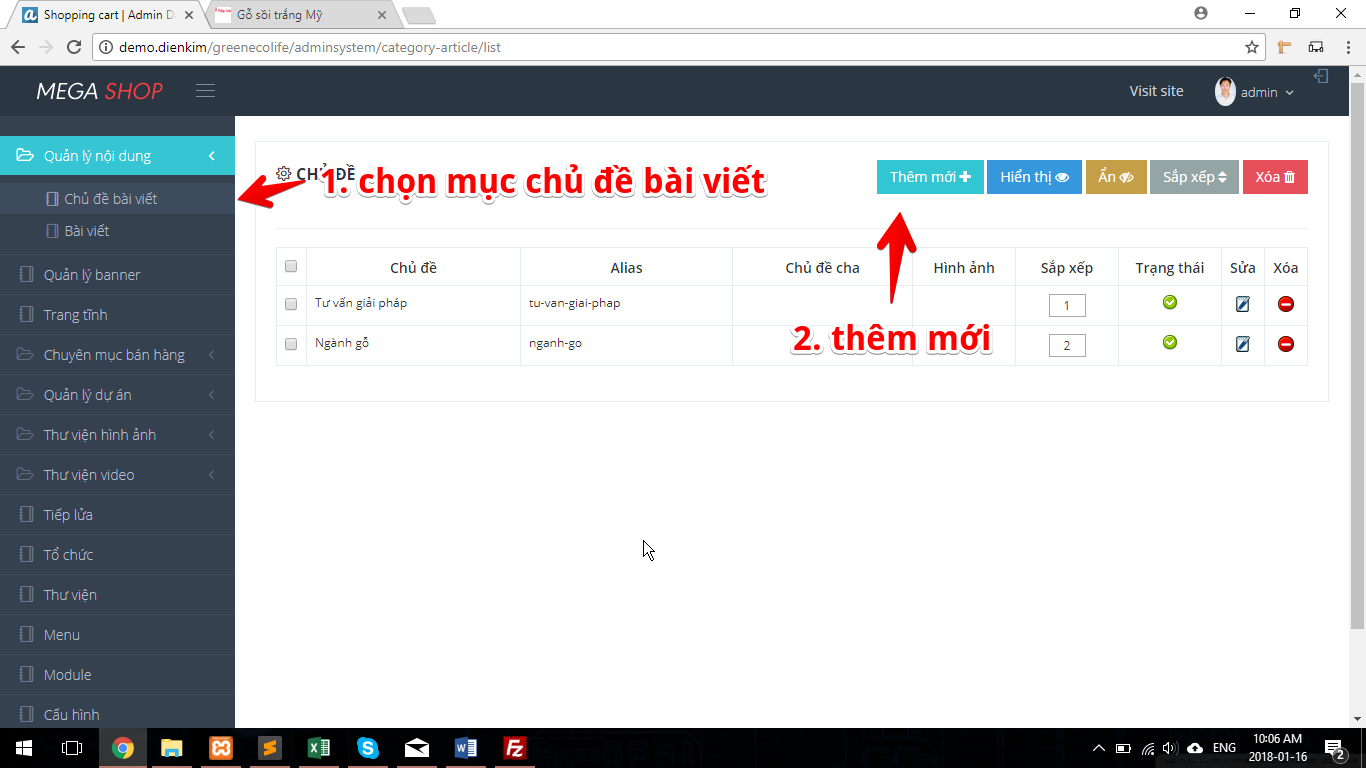 Shopping cart | Admin D
Gỗ sồi trắng Mỹ
demo.dienkim/greenecolife/adminsystem/category-article/list
MEGA SHOP
Visit site
admin
Quản lý nội dung
Chủ đề bài viết
Bài viết
Quản lý banner
Trang tĩnh
Chuyên mục bán hàng
Quản lý dự án
Thư viện hình ảnh
Thư viện video
Tiếp lửa
Tổ chức
Thư viện
Menu
Module
Cấu hình
CHỦ ĐỀ
1. chọn mục chủ đề bài viết
Thêm mới
Hiển thị
Ẩn
Sắp xếp
Xóa
Chủ đề Alias Chủ đề cha Hình ảnh Sắp xếp Trạng thái Sửa Xóa
Tư vấn giải pháp tu-van-giai-phap 1
Ngành gỗ nganh-go 2
2. thêm mới
ENG
10:06 AM
2018-01-16
2